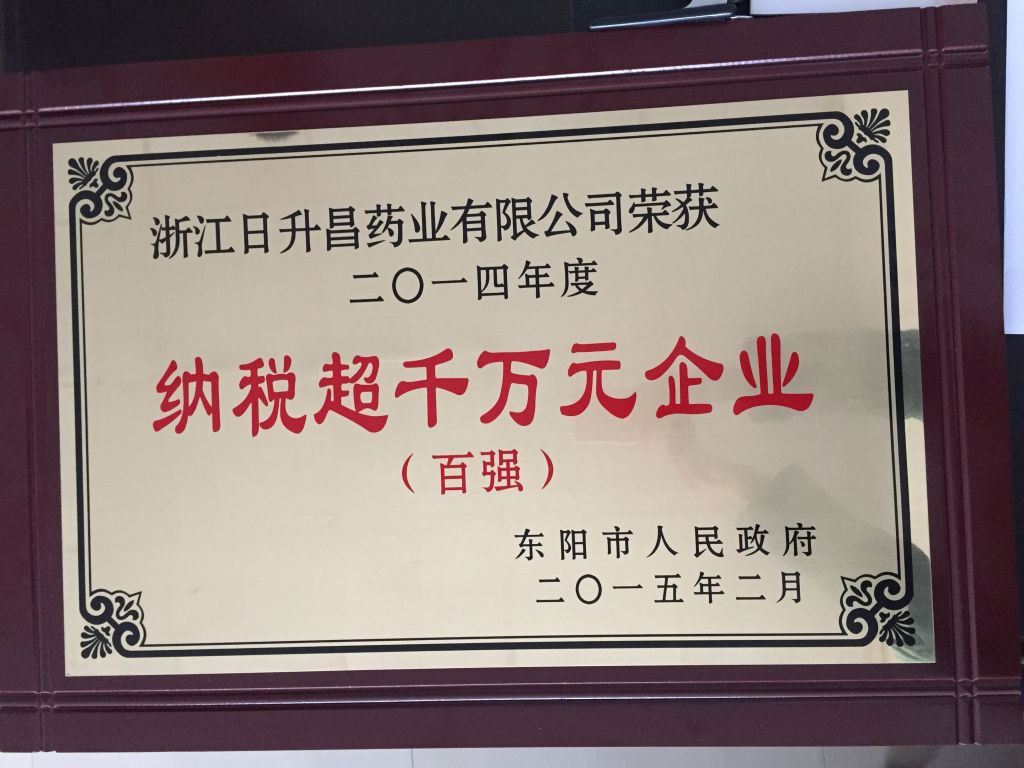 浙江日升昌药业有限公司荣获
二〇一四年度
纳税超千万元企业
（百强）
东阳市人民政府
二〇一五年二月